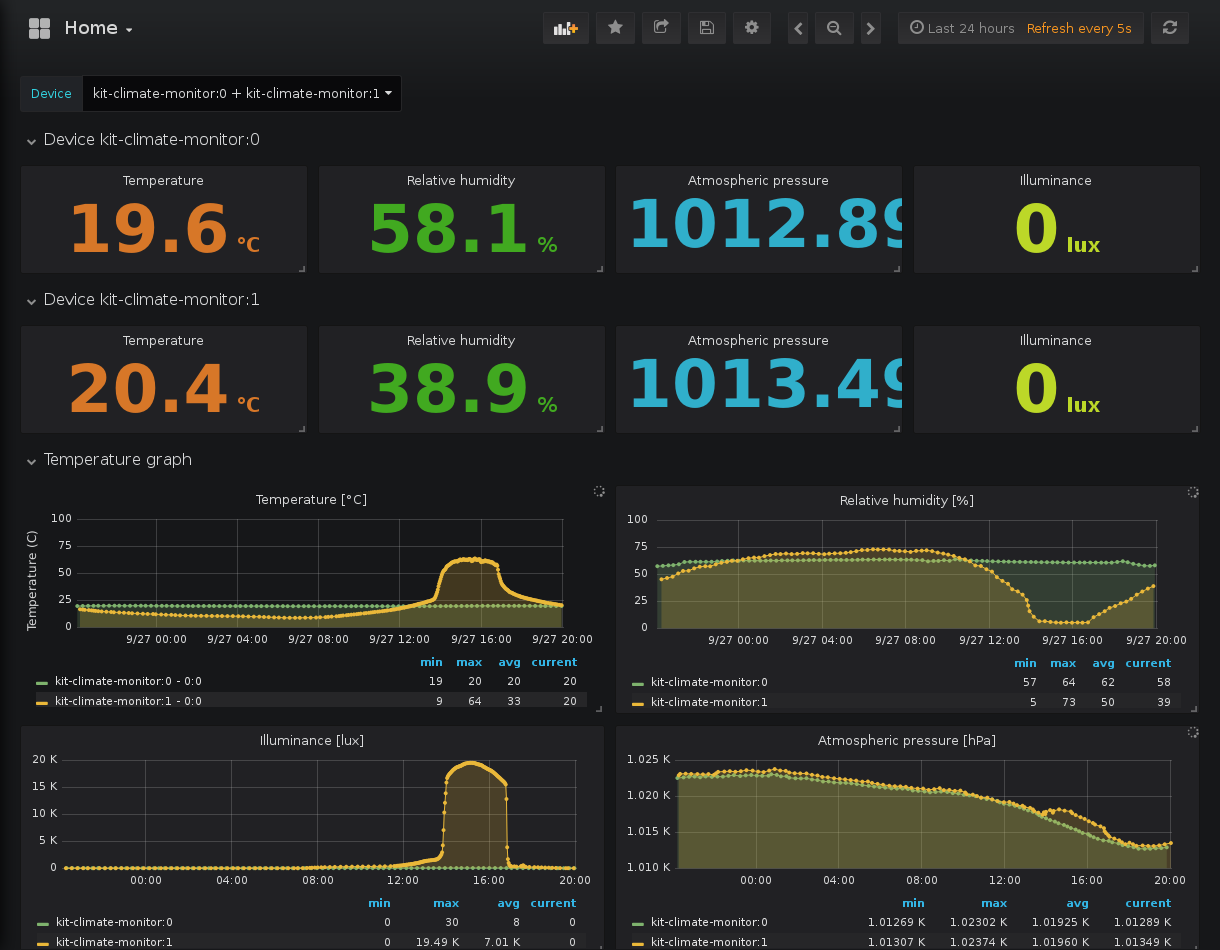 Home
Last 24 hours Refresh every 5s
Device kit-climate-monitor:0 + kit-climate-monitor:1
Device kit-climate-monitor:0
Temperature Relative humidity Atmospheric pressure Illuminance
19.6 °C 58.1 % 1012.89 0 lux
Device kit-climate-monitor:1
Temperature Relative humidity Atmospheric pressure Illuminance
20.4 °C 38.9 % 1013.49 0 lux
Temperature graph
Temperature [°C]
Temperature (C)
100
75
50
25
0
9/27 00:00 9/27 04:00 9/27 08:00 9/27 12:00 9/27 16:00 9/27 20:00
min max avg current
kit-climate-monitor:0 - 0:0 19 20 20 20
kit-climate-monitor:1 - 0:0 9 64 33 20
Relative humidity [%]
100
75
50
25
0
9/27 00:00 9/27 04:00 9/27 08:00 9/27 12:00 9/27 16:00 9/27 20:00
min max avg current
kit-climate-monitor:0 57 64 62 58
kit-climate-monitor:1 5 73 50 39
Illuminance [lux]
20 K
15 K
10 K
5 K
0
00:00 04:00 08:00 12:00 16:00 20:00
min max avg current
kit-climate-monitor:0 0 30 8 0
kit-climate-monitor:1 0 19.49 K 7.01 K 0
Atmospheric pressure [hPa]
1.025 K
1.020 K
1.015 K
1.010 K
00:00 04:00 08:00 12:00 16:00 20:00
min max avg current
kit-climate-monitor:0 1.01269 K 1.02302 K 1.01925 K 1.01289 K
kit-climate-monitor:1 1.01307 K 1.02374 K 1.01960 K 1.01349 K